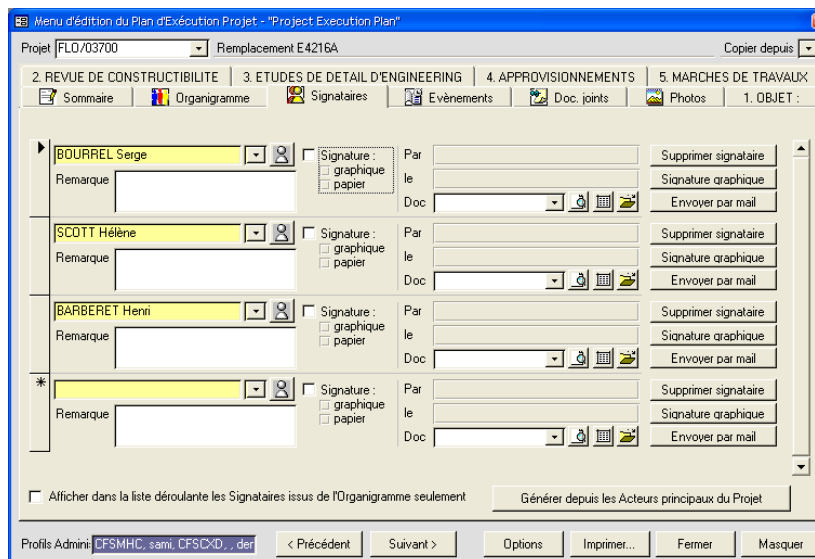 Menu d'édition du Plan d'Exécution Projet - "Project Execution Plan"
Projet FLO/03700 Remplacement E4216A Copier depuis
2. REVUE DE CONSTRUCTIBILITE 3. ETUDES DE DETAIL D'ENGINEERING 4. APPROVISIONNEMENTS 5. MARCHES DE TRAVAUX
Sommaire Organigramme Signataires Evènements Doc. joints Photos 1. OBJET :
BOURREL Serge Signature : Par Supprimer signataire
Remarque graphique le Signature graphique
papier Doc Envoyer par mail
SCOTT Hélène Signature : Par Supprimer signataire
Remarque graphique le Signature graphique
papier Doc Envoyer par mail
BARBERET Henri Signature : Par Supprimer signataire
Remarque graphique le Signature graphique
papier Doc Envoyer par mail
* Signature : Par Supprimer signataire
Remarque graphique le Signature graphique
papier Doc Envoyer par mail
Afficher dans la liste déroulante les Signataires issus de l'Organigramme seulement Générer depuis les Acteurs principaux du Projet
Profils Admini: CFSMHC, sami, CFSCXD, , der < Précédent Suivant > Options Imprimer... Fermer Masquer